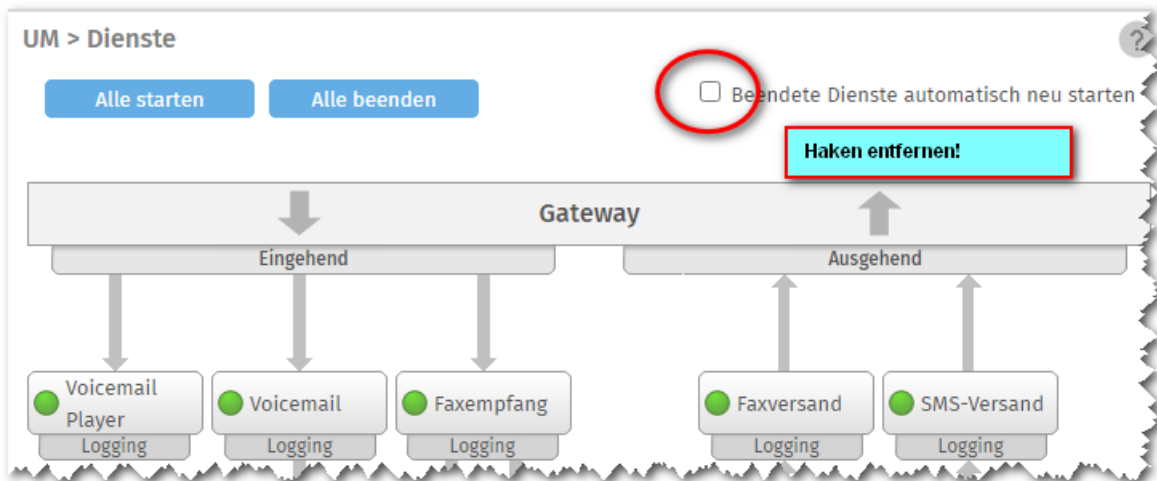 UM > Dienste
?
Alle starten
Alle beenden
Beendete Dienste automatisch neu starten
Haken entfernen!
Gateway
Eingehend
Ausgehend
Voicemail
Player
Voicemail
Faxempfang
Faxversand
SMS-Versand
Logging
Logging
Logging
Logging
Logging